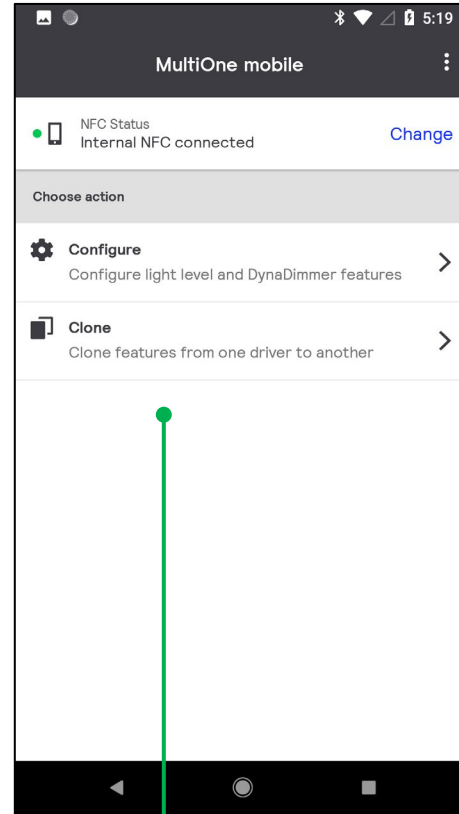 5:19
MultiOne mobile
NFC Status
Internal NFC connected
Change
Choose action
Configure
Configure light level and DynaDimmer features
Clone
Clone features from one driver to another